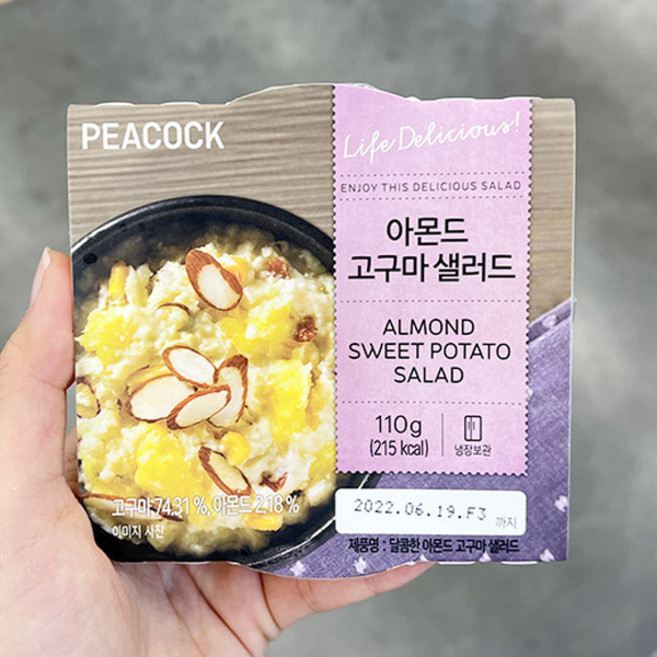 PEACOCK
Life Delicious!
ENJOY THIS DELICIOUS SALAD
아몬드
고구마 샐러드
ALMOND
SWEET POTATO
SALAD
110g
(215 kcal)
냉장보관
고구마 74.31 %, 아몬드 2.18 %
이미지 사진
2022.06.19.F3
까지
제품명 : 달콤한 아몬드 고구마 샐러드